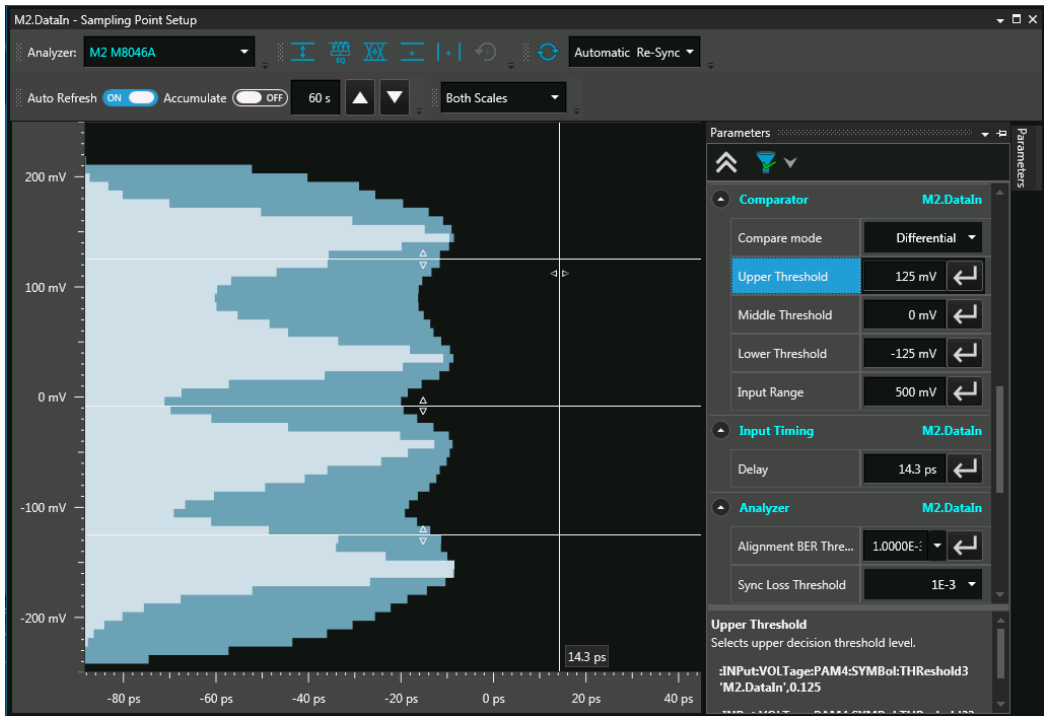 M2.DataIn - Sampling Point Setup
Analyzer: M2 M8046A EQ Automatic Re-Sync
Auto Refresh ON Accumulate OFF 60 s Both Scales
Parameters
Parameters
200 mV
100 mV
0 mV
-100 mV
-200 mV
14.3 ps
-80 ps -60 ps -40 ps -20 ps 0 ps 20 ps 40 ps
Comparator M2.DataIn
Compare mode Differential
Upper Threshold 125 mV
Middle Threshold 0 mV
Lower Threshold -125 mV
Input Range 500 mV
Input Timing M2.DataIn
Delay 14.3 ps
Analyzer M2.DataIn
Alignment BER Thre... 1.0000E-
Sync Loss Threshold 1E-3
Upper Threshold
Selects upper decision threshold level.
:INPut:VOLTage:PAM4:SYMBol:THReshold3
'M2.DataIn',0.125